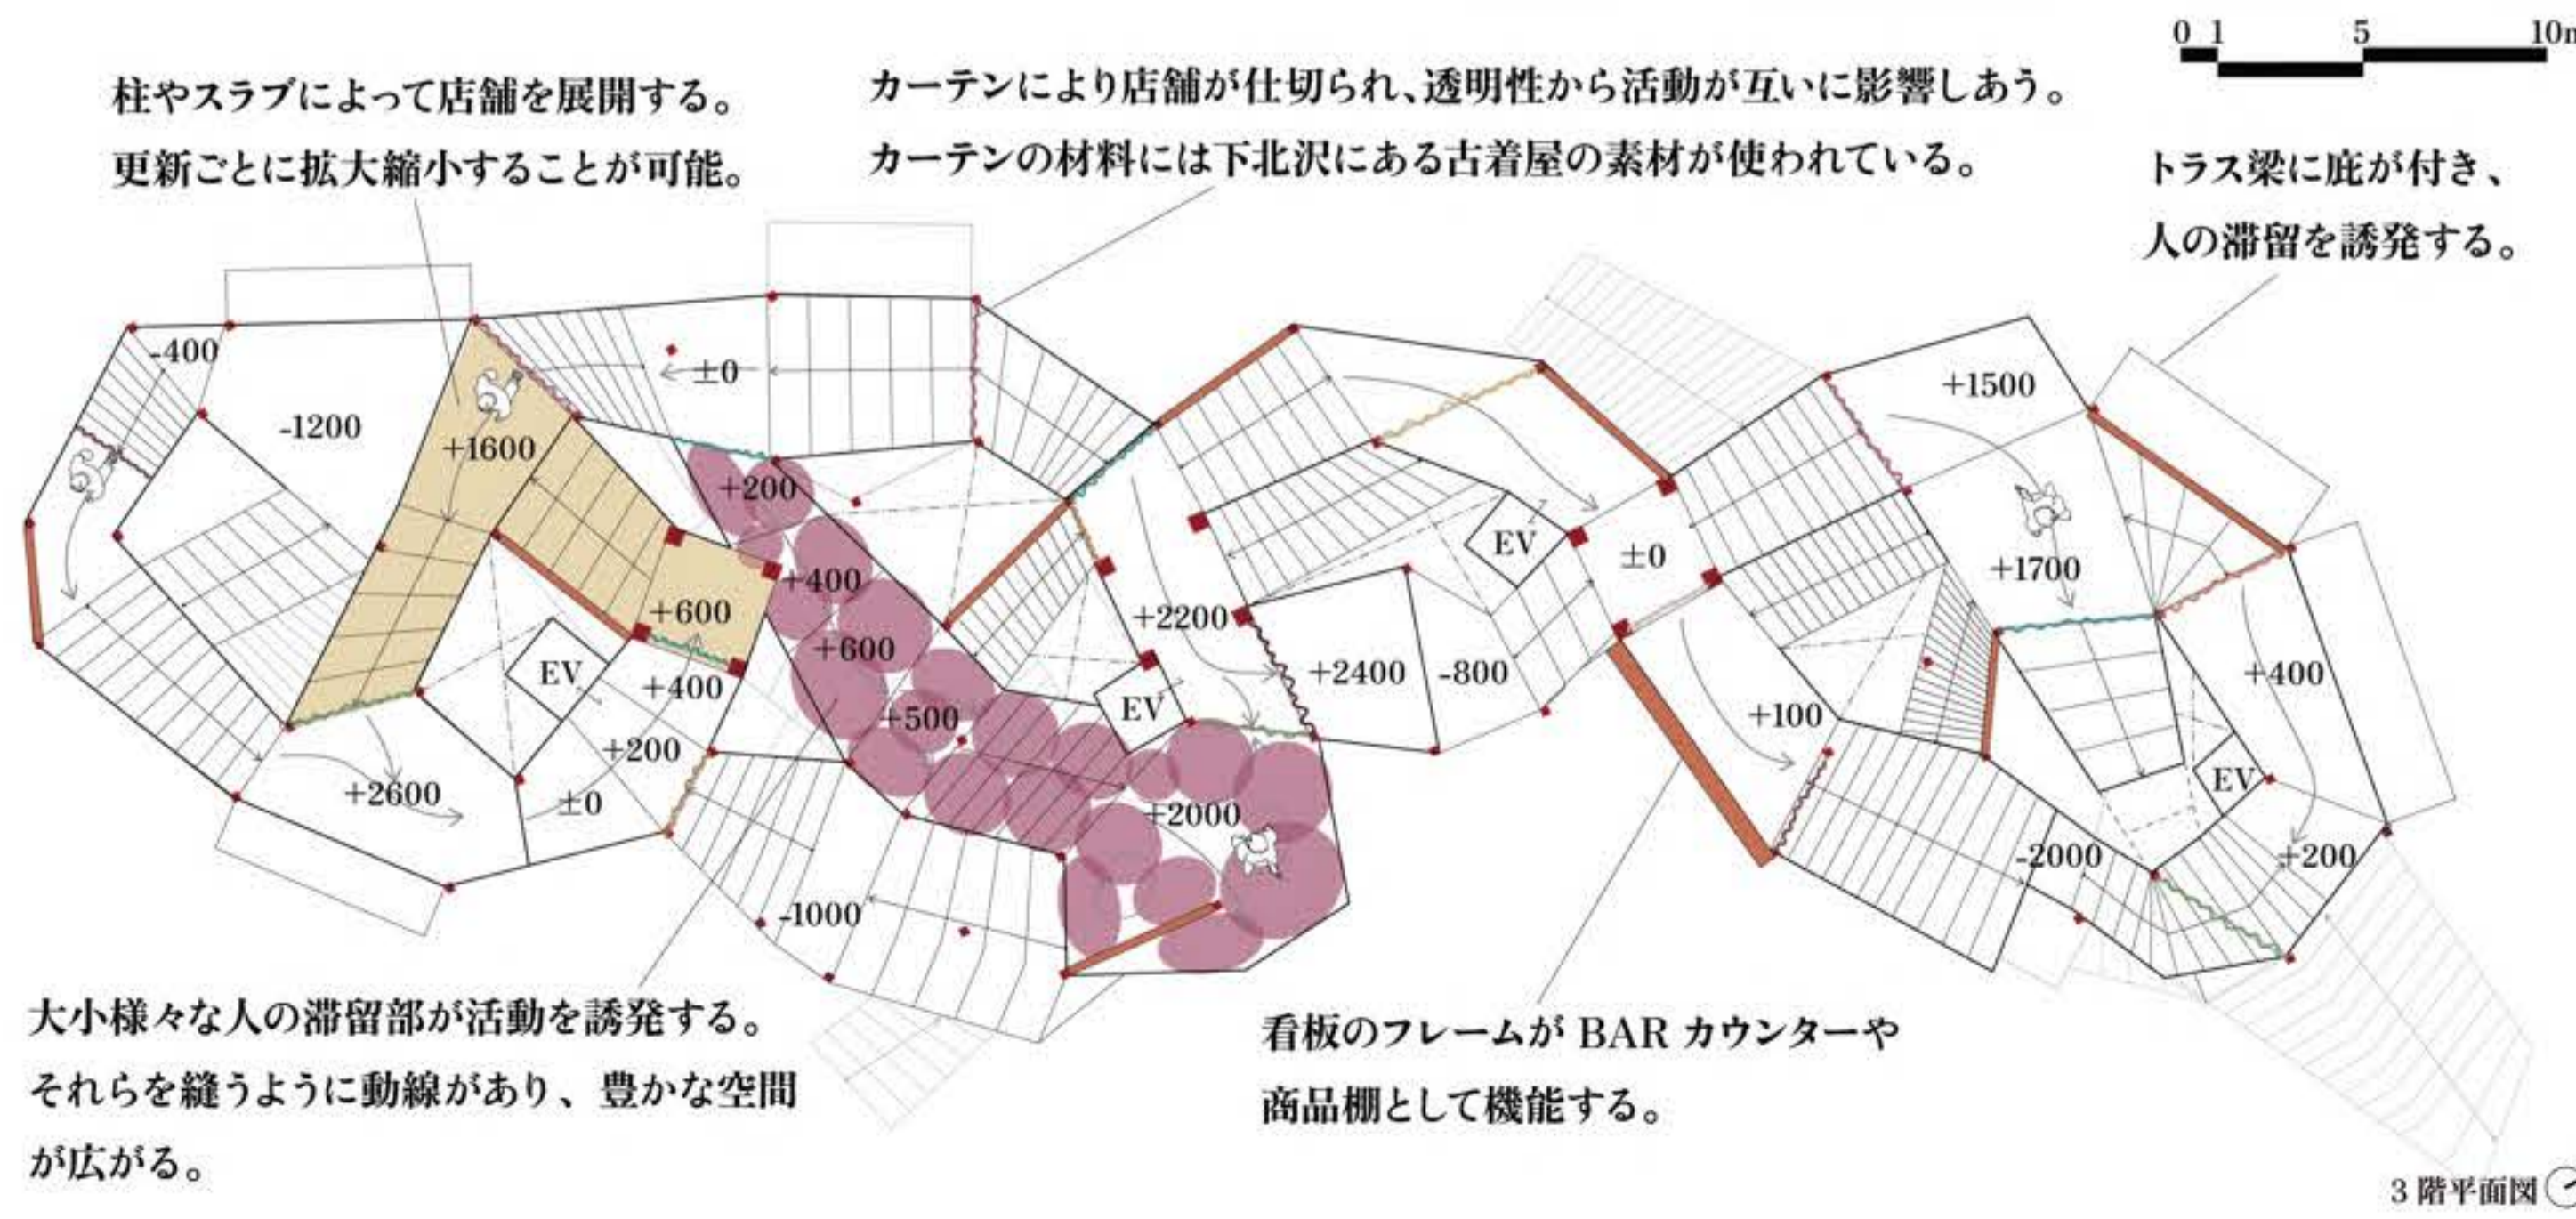 0 1 5 10m
柱やスラブによって店舗を展開する。
更新ごとに拡大縮小することが可能。
カーテンにより店舗が仕切られ、透明性から活動が互いに影響しあう。
カーテンの材料には下北沢にある古着屋の素材が使われている。
トラス梁に庇が付き、
人の滞留を誘発する。
-400
-1200
+1600
±0
+200
+400
+600
+600
+500
EV
+400
+200
±0
+2600
-1000
+2000
EV
+2200
+2400
-800
EV
±0
+1500
+1700
+100
+400
EV
-2000
+200
大小様々な人の滞留部が活動を誘発する。
それらを縫うように動線があり、豊かな空間
が広がる。
看板のフレームが BAR カウンターや
商品棚として機能する。
3 階平面図